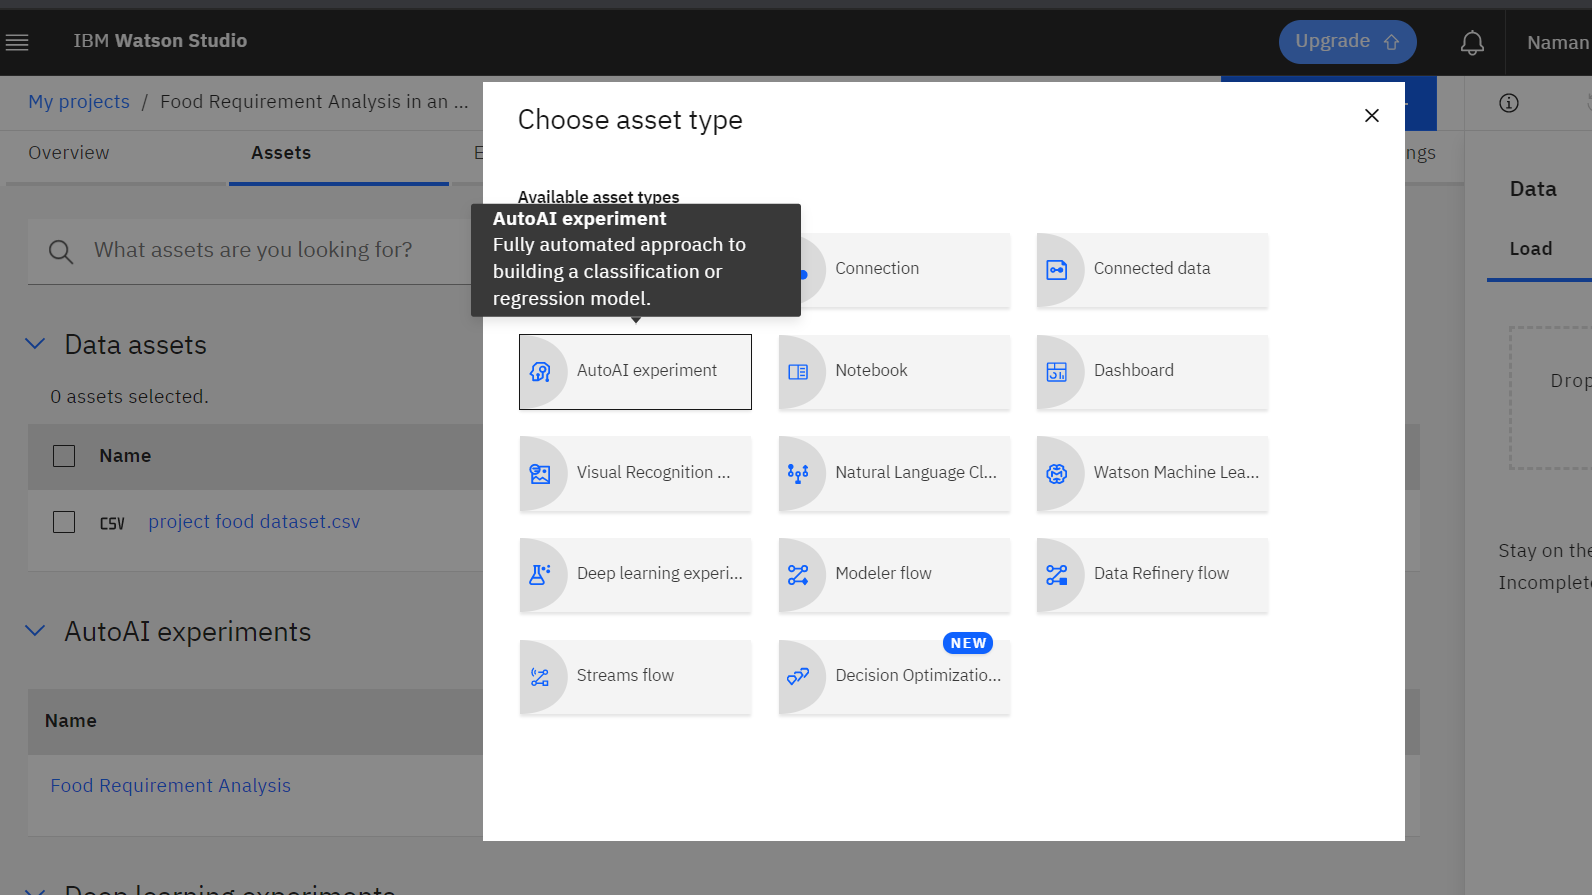 IBM Watson Studio
Upgrade
Naman
My projects / Food Requirement Analysis in an ...
Overview
Assets
What assets are you looking for?
Data assets
0 assets selected.
Name
CSV project food dataset.csv
AutoAI experiments
Name
Food Requirement Analysis
Deep learning experiments
Choose asset type
Available asset types
AutoAI experiment
Fully automated approach to
building a classification or
regression model.
Connection
Connected data
AutoAI experiment
Notebook
Dashboard
Visual Recognition ...
Natural Language Cl...
Watson Machine Lea...
Deep learning experi...
Modeler flow
Data Refinery flow
Streams flow
NEW
Decision Optimizatio...
ngs
Data
Load
Drop
Stay on the
Incomplete